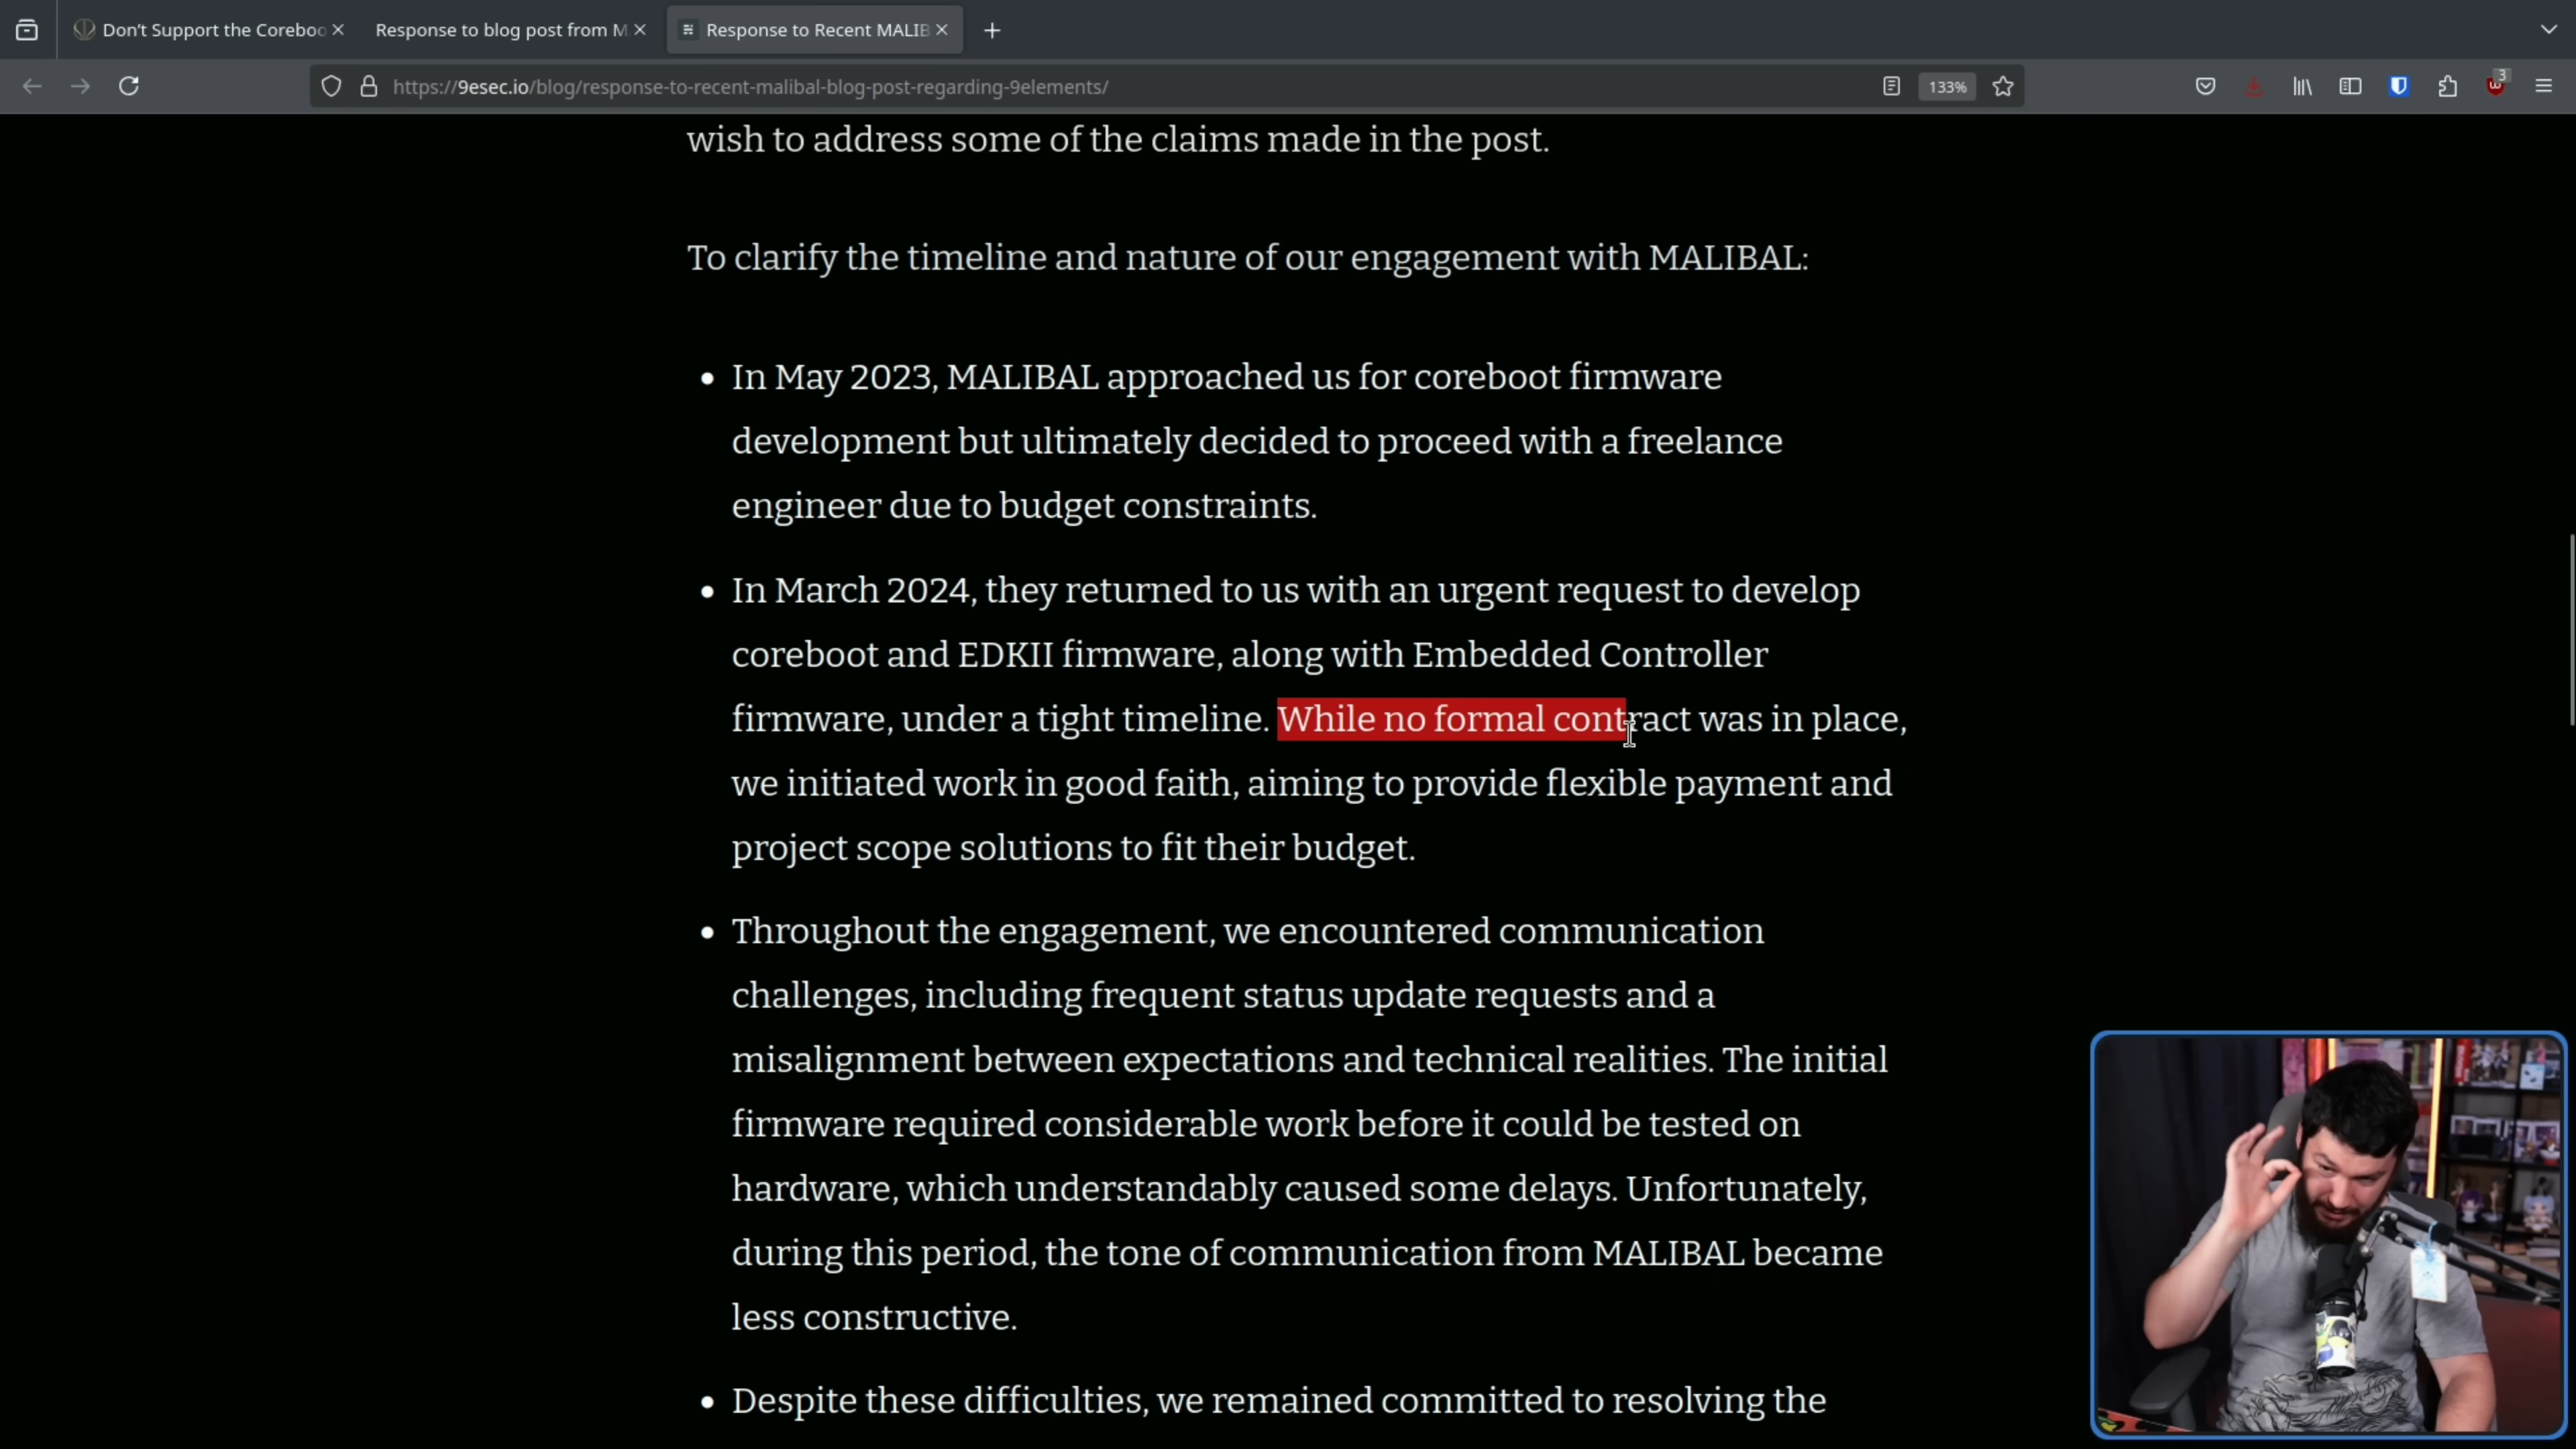 Don't Support the Coreboo
Response to blog post from M
Response to Recent MALIB
https://9esec.io/blog/response-to-recent-malibal-blog-post-regarding-9elements/
133%
3
wish to address some of the claims made in the post.
To clarify the timeline and nature of our engagement with MALIBAL:
• In May 2023, MALIBAL approached us for coreboot firmware
development but ultimately decided to proceed with a freelance
engineer due to budget constraints.
• In March 2024, they returned to us with an urgent request to develop
coreboot and EDKII firmware, along with Embedded Controller
firmware, under a tight timeline. While no formal contract was in place,
we initiated work in good faith, aiming to provide flexible payment and
project scope solutions to fit their budget.
• Throughout the engagement, we encountered communication
challenges, including frequent status update requests and a
misalignment between expectations and technical realities. The initial
firmware required considerable work before it could be tested on
hardware, which understandably caused some delays. Unfortunately,
during this period, the tone of communication from MALIBAL became
less constructive.
• Despite these difficulties, we remained committed to resolving the